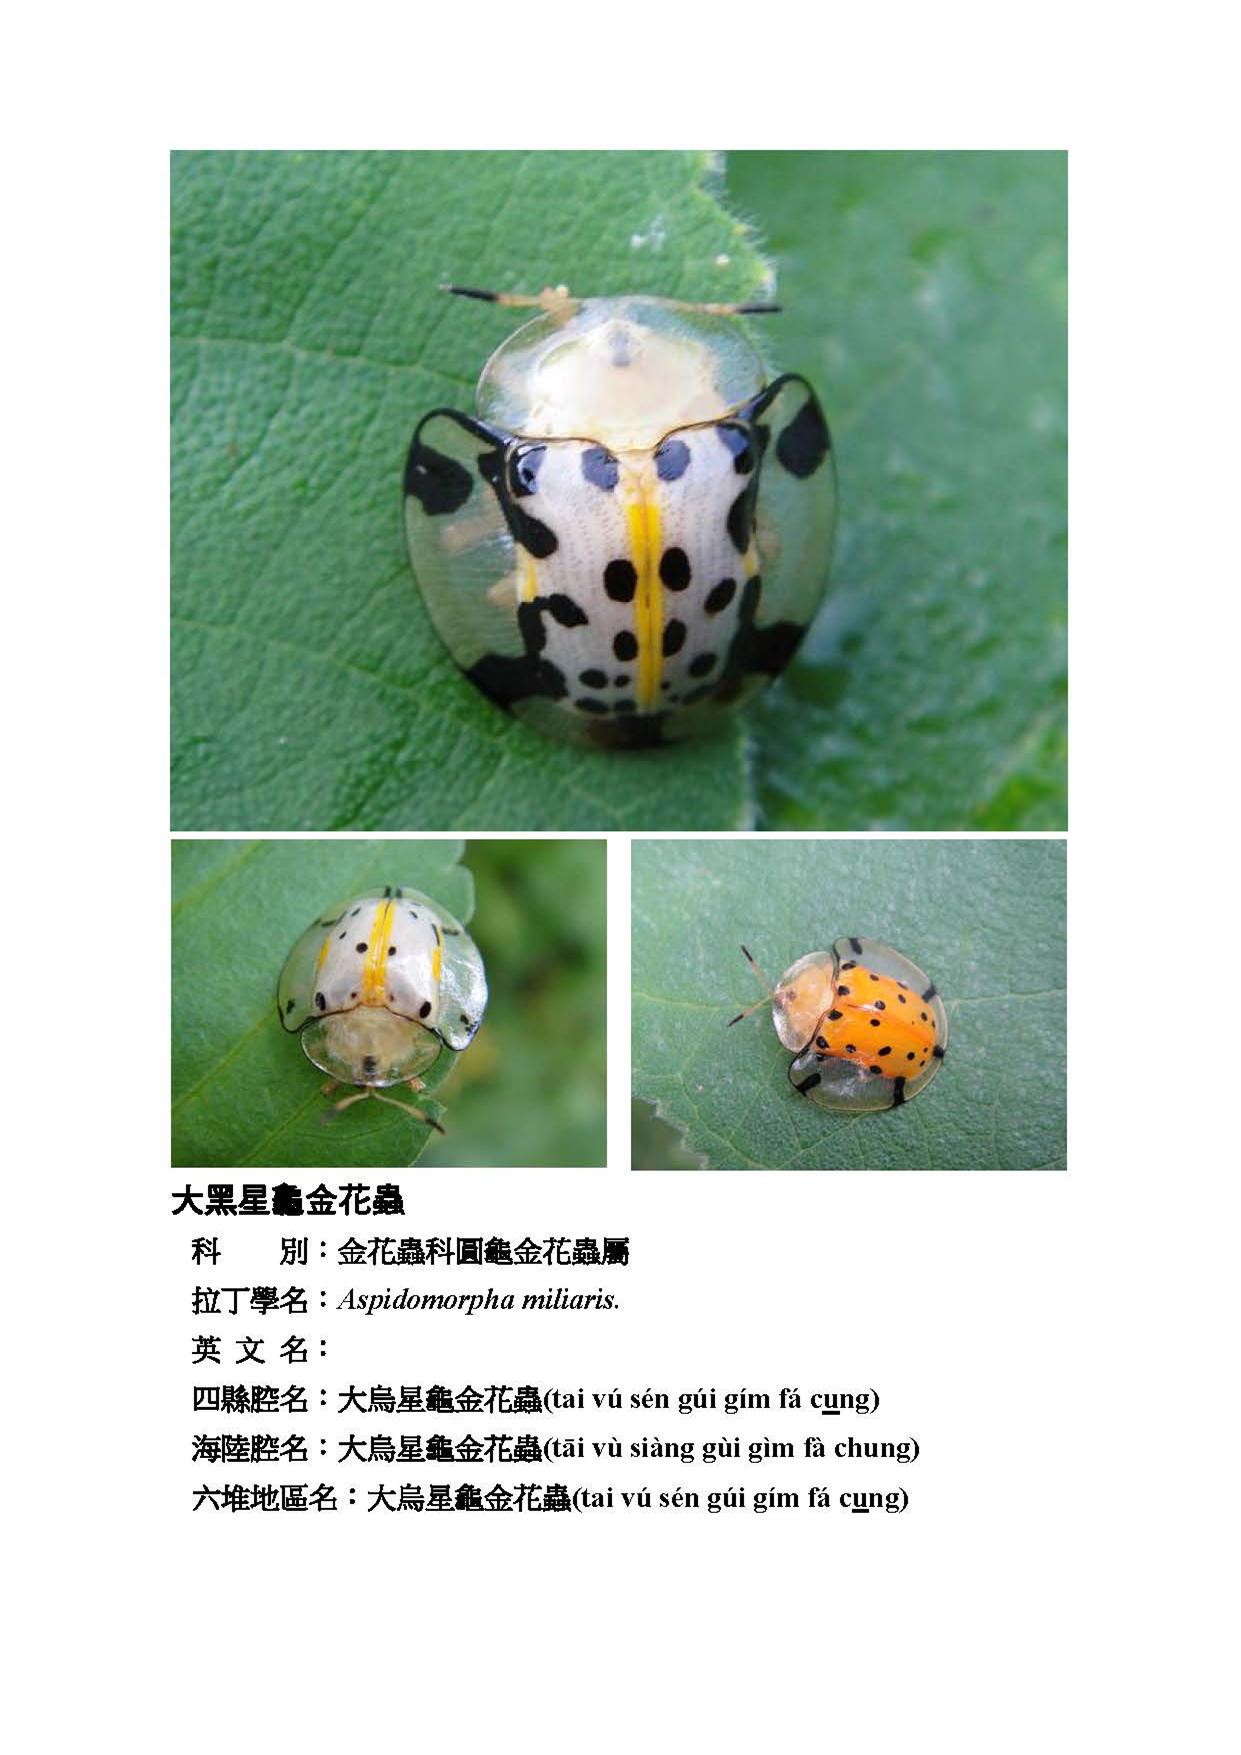 大黑星龜金花蟲
科　　別：金花蟲科圓龜金花蟲屬
拉丁學名：Aspidomorpha miliaris.
英 文 名：
四縣腔名：大烏星龜金花蟲(tai vú sén gúi gím fá cung)
海陸腔名：大烏星龜金花蟲(tāi vù siàng gùi gìm fà chung)
六堆地區名：大烏星龜金花蟲(tai vú sén gúi gím fá cung)